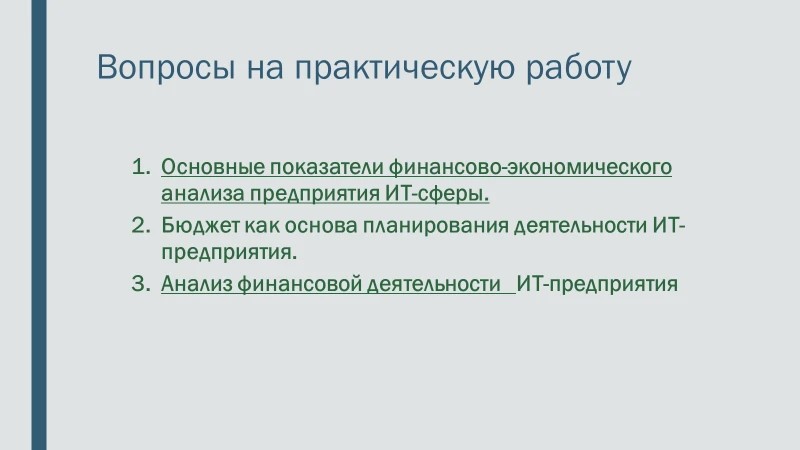 Вопросы на практическую работу
1. Основные показатели финансово-экономического
анализа предприятия ИТ-сферы.
2. Бюджет как основа планирования деятельности ИТ-
предприятия.
3. Анализ финансовой деятельности ИТ-предприятия